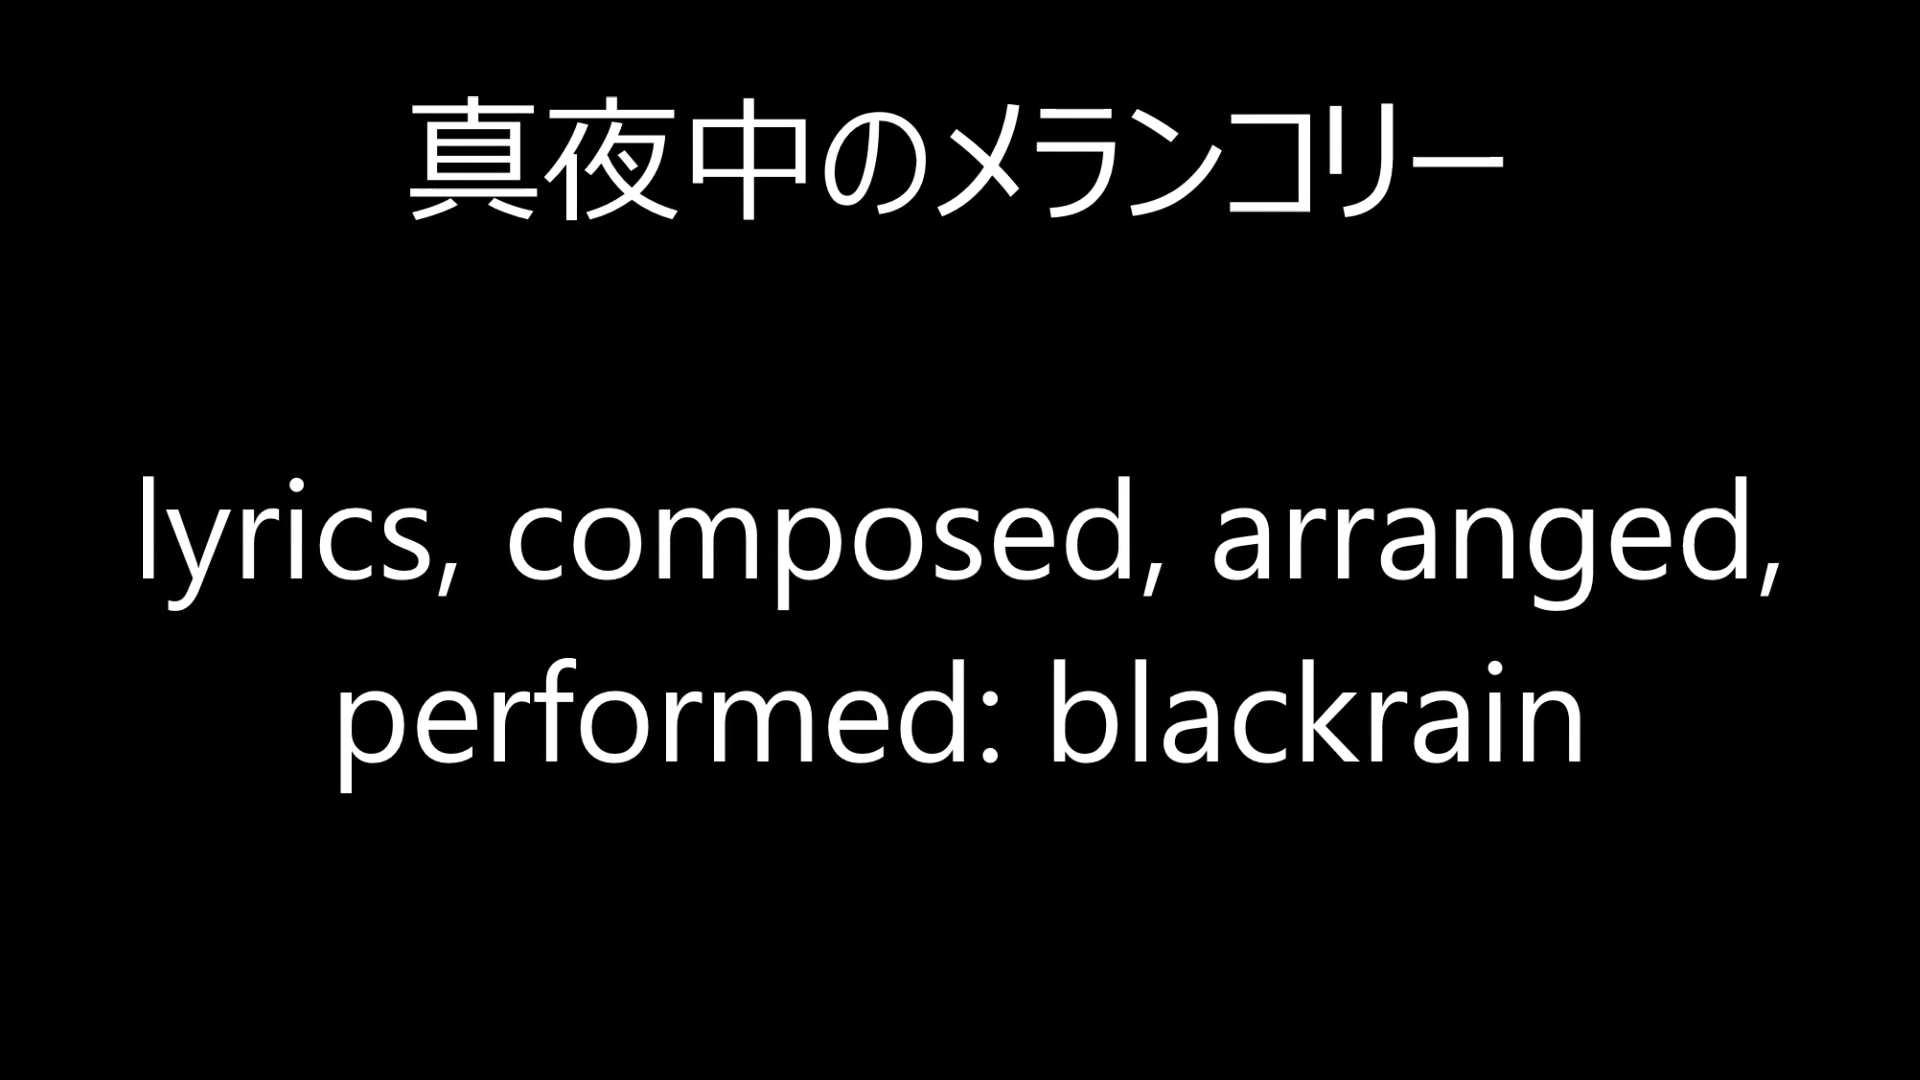 真夜中のメランコリー
lyrics, composed, arranged,
performed: blackrain